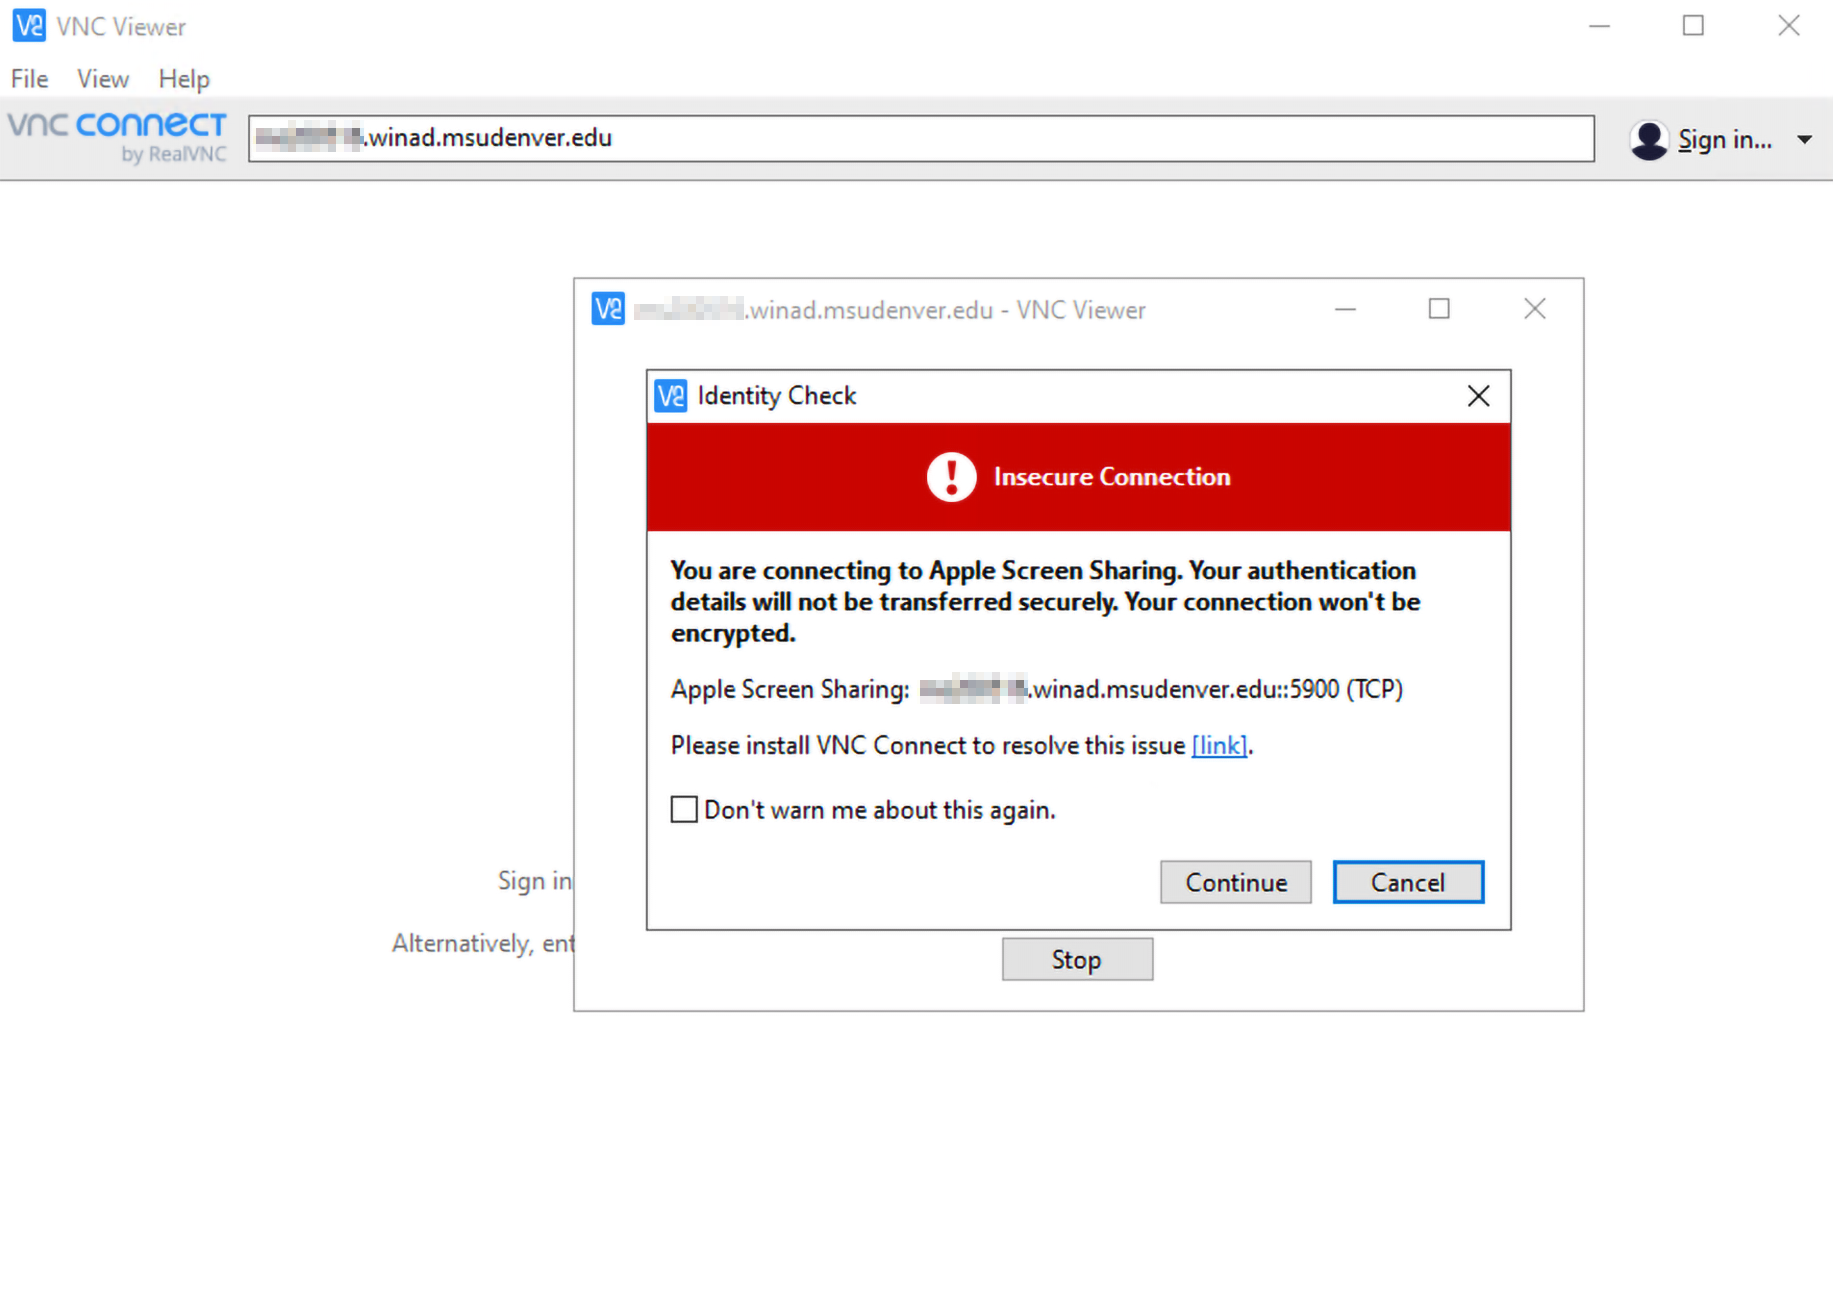 VNC Viewer
File View Help
vnc connect
by RealVNC
.winad.msudenver.edu
Sign in...
.winad.msudenver.edu - VNC Viewer
Identity Check
Insecure Connection
You are connecting to Apple Screen Sharing. Your authentication
details will not be transferred securely. Your connection won't be
encrypted.
Apple Screen Sharing: .winad.msudenver.edu::5900 (TCP)
Please install VNC Connect to resolve this issue [link].
Don't warn me about this again.
Continue Cancel
Sign in
Alternatively, ent
Stop